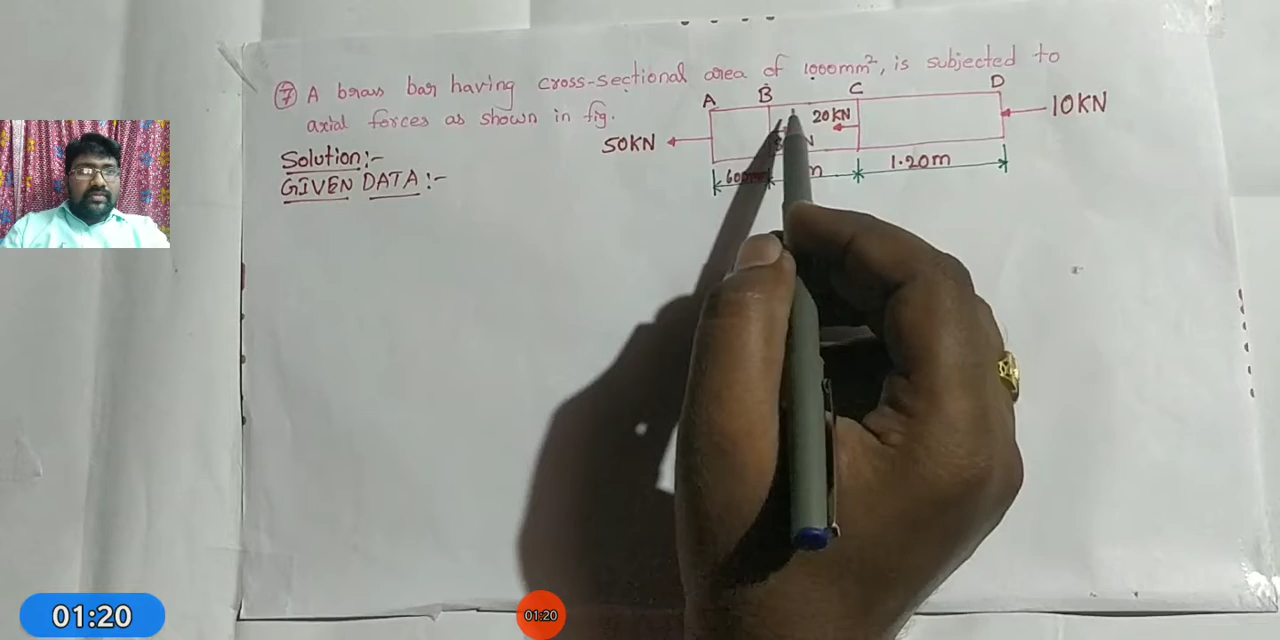 ⑦ A brass bar having cross-sectional area of 1000mm², is subjected to
axial forces as shown in fig.
Solution:-
GIVEN DATA:-
A B C D
50KN 20KN 10KN
1.20m
01:20
01:20